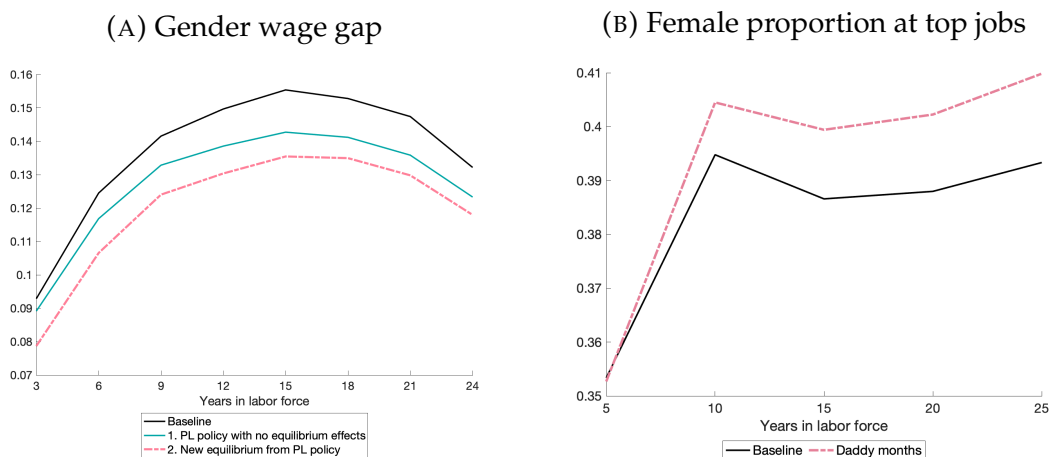 (A) Gender wage gap
0.16
0.15
0.14
0.13
0.12
0.11
0.1
0.09
0.08
0.07
3 6 9 12 15 18 21 24
Years in labor force
Baseline
1. PL policy with no equilibrium effects
2. New equilibrium from PL policy
(B) Female proportion at top jobs
0.41
0.4
0.39
0.38
0.37
0.36
0.35
5 10 15 20 25
Years in labor force
Baseline Daddy months